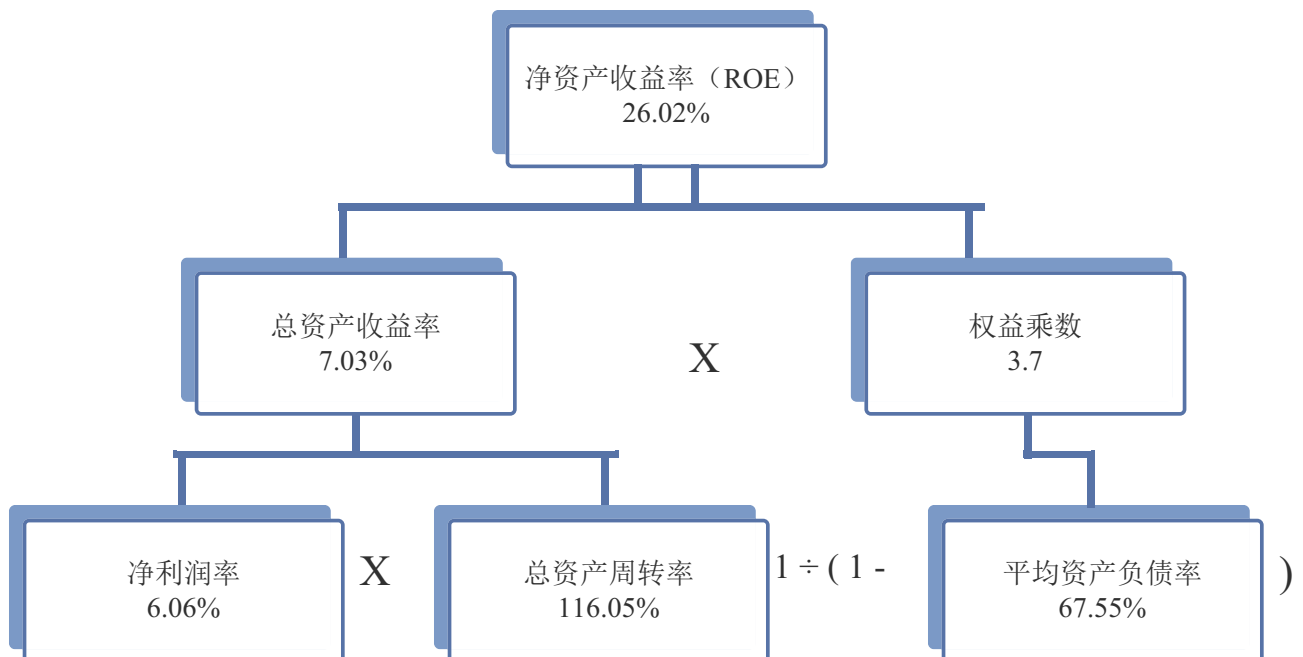 净资产收益率（ROE）
26.02%
总资产收益率
7.03%
X
权益乘数
3.7
净利润率
6.06%
X
总资产周转率
116.05%
1 ÷ ( 1 -
平均资产负债率
67.55%
)